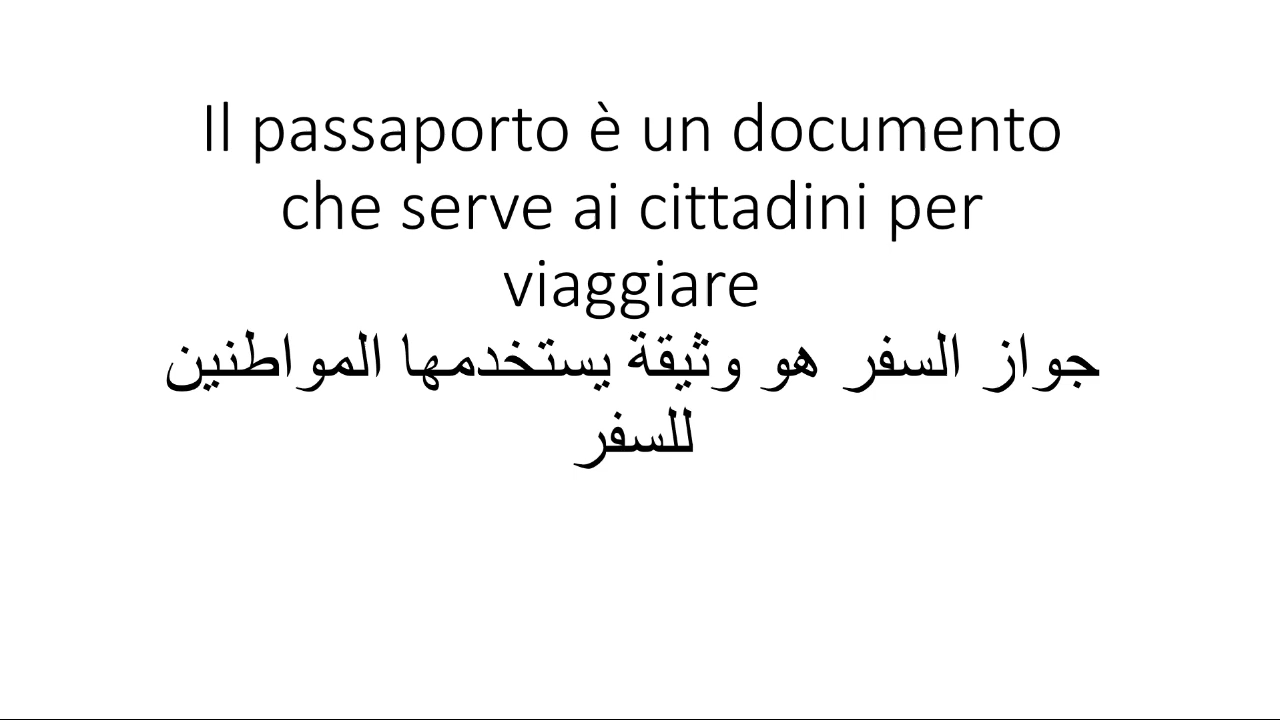 Il passaporto è un documento
che serve ai cittadini per
viaggiare
جواز السفر هو وثيقة يستخدمها المواطنين
للسفر